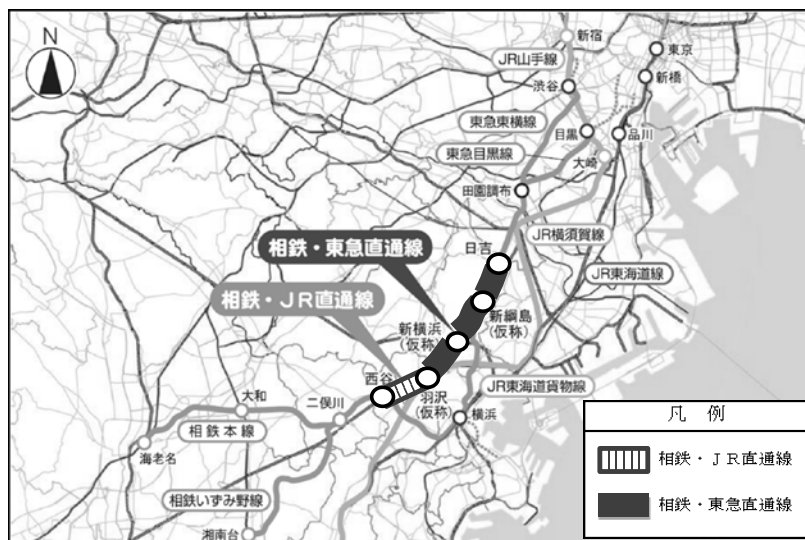 N
新宿
JR山手線
東京
渋谷
新橋
東急東横線
目黒
品川
東急目黒線
大崎
田園調布
JR横須賀線
日吉
相鉄・東急直通線
JR東海道線
相鉄・JR直通線
新綱島
(仮称)
新横浜
(仮称)
西谷
JR東海道貨物線
羽沢
(仮称)
大和
二俣川
横浜
相鉄本線
海老名
相鉄いずみ野線
湘南台
凡 例
相鉄・JR直通線
相鉄・東急直通線